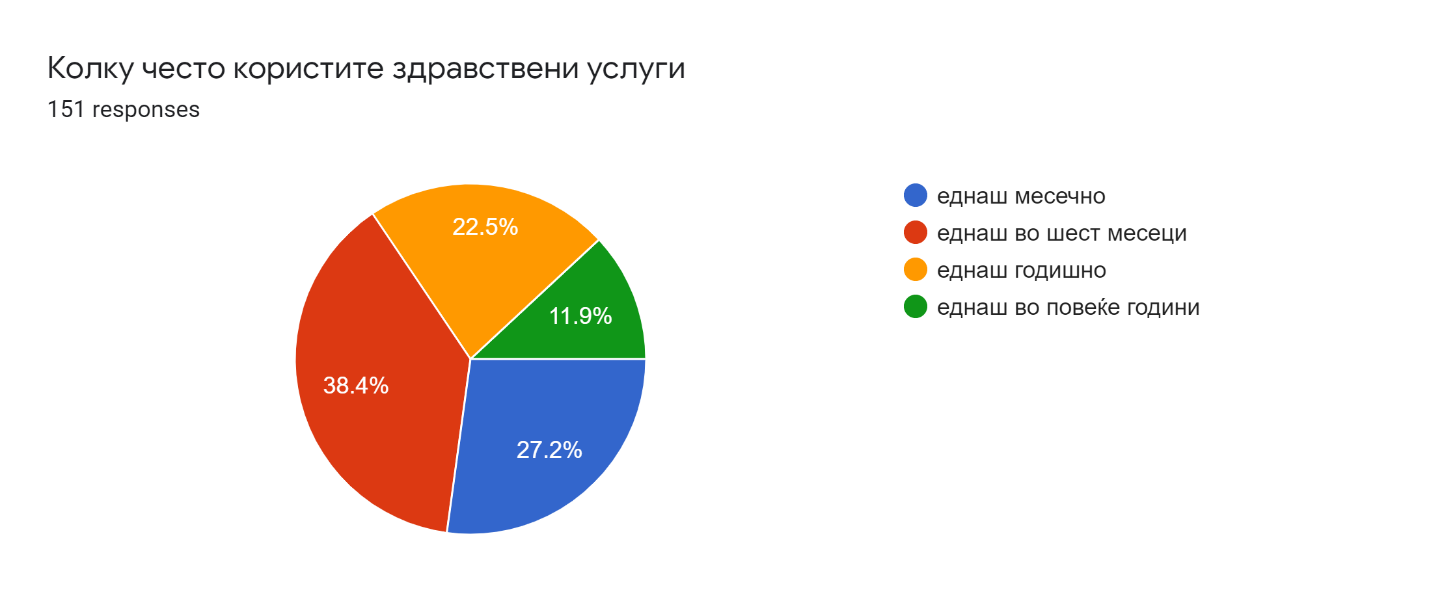 Колку често користите здравствени услуги
151 responses
22.5%
11.9%
38.4%
27.2%
еднаш месечно
еднаш во шест месеци
еднаш годишно
еднаш во повеќе години